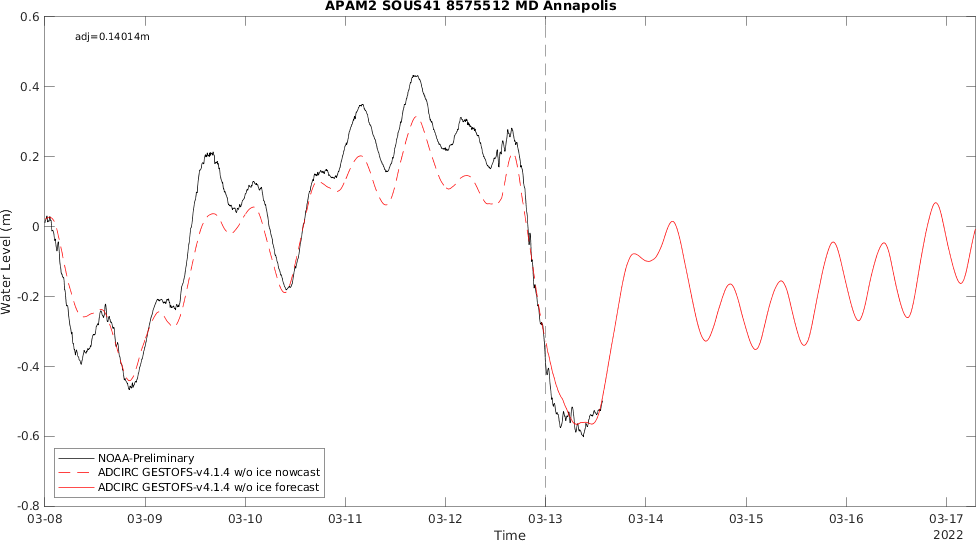 APAM2 SOUS41 8575512 MD Annapolis
adj=0.14014m
0.6
0.4
0.2
0
-0.2
-0.4
-0.6
-0.8
Water Level (m)
NOAA-Preliminary
ADCIRC GESTOFS-v4.1.4 w/o ice nowcast
ADCIRC GESTOFS-v4.1.4 w/o ice forecast
03-08 03-09 03-10 03-11 03-12 03-13 03-14 03-15 03-16 03-17
Time
2022